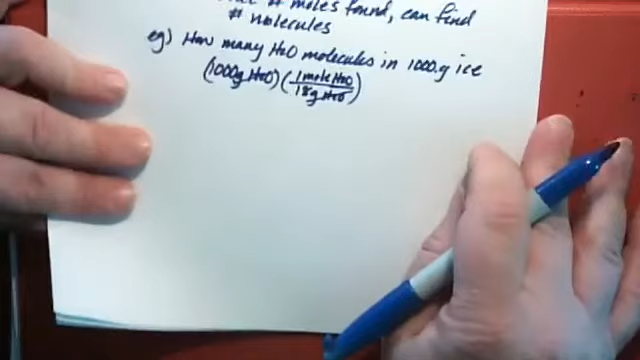 # moles found, can find
# molecules
eg) How many H2O molecules in 1000.g ice
(1000g H2O)(1 mole H2O / 18g H2O)